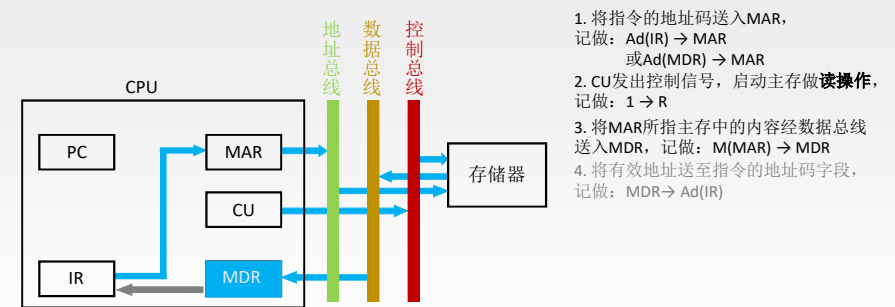 地址总线
数据总线
控制总线
CPU
PC
MAR
CU
IR
MDR
存储器
1. 将指令的地址码送入MAR，
记做：Ad(IR) → MAR
或Ad(MDR) → MAR
2. CU发出控制信号，启动主存做读操作，
记做：1 → R
3. 将MAR所指主存中的内容经数据总线
送入MDR，记做：M(MAR) → MDR
4. 将有效地址送至指令的地址码字段，
记做：MDR→ Ad(IR)